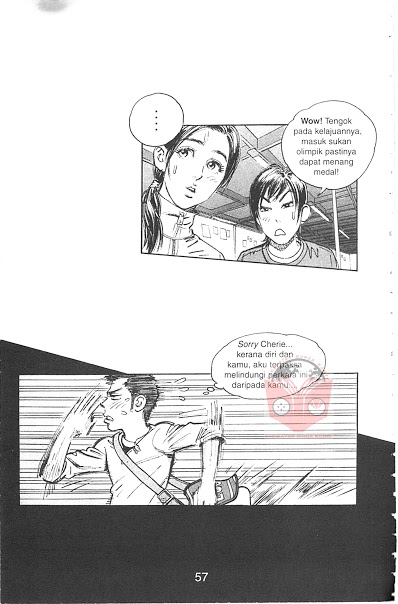 ....
Wow! Tengok
pada kelajuannya,
masuk sukan
olimpik pastinya
dapat menang
medal!
Sorry Cherie...
kerana diri dan
kamu, aku terpaksa
melindungi perkara ini
daripada kamu...
57